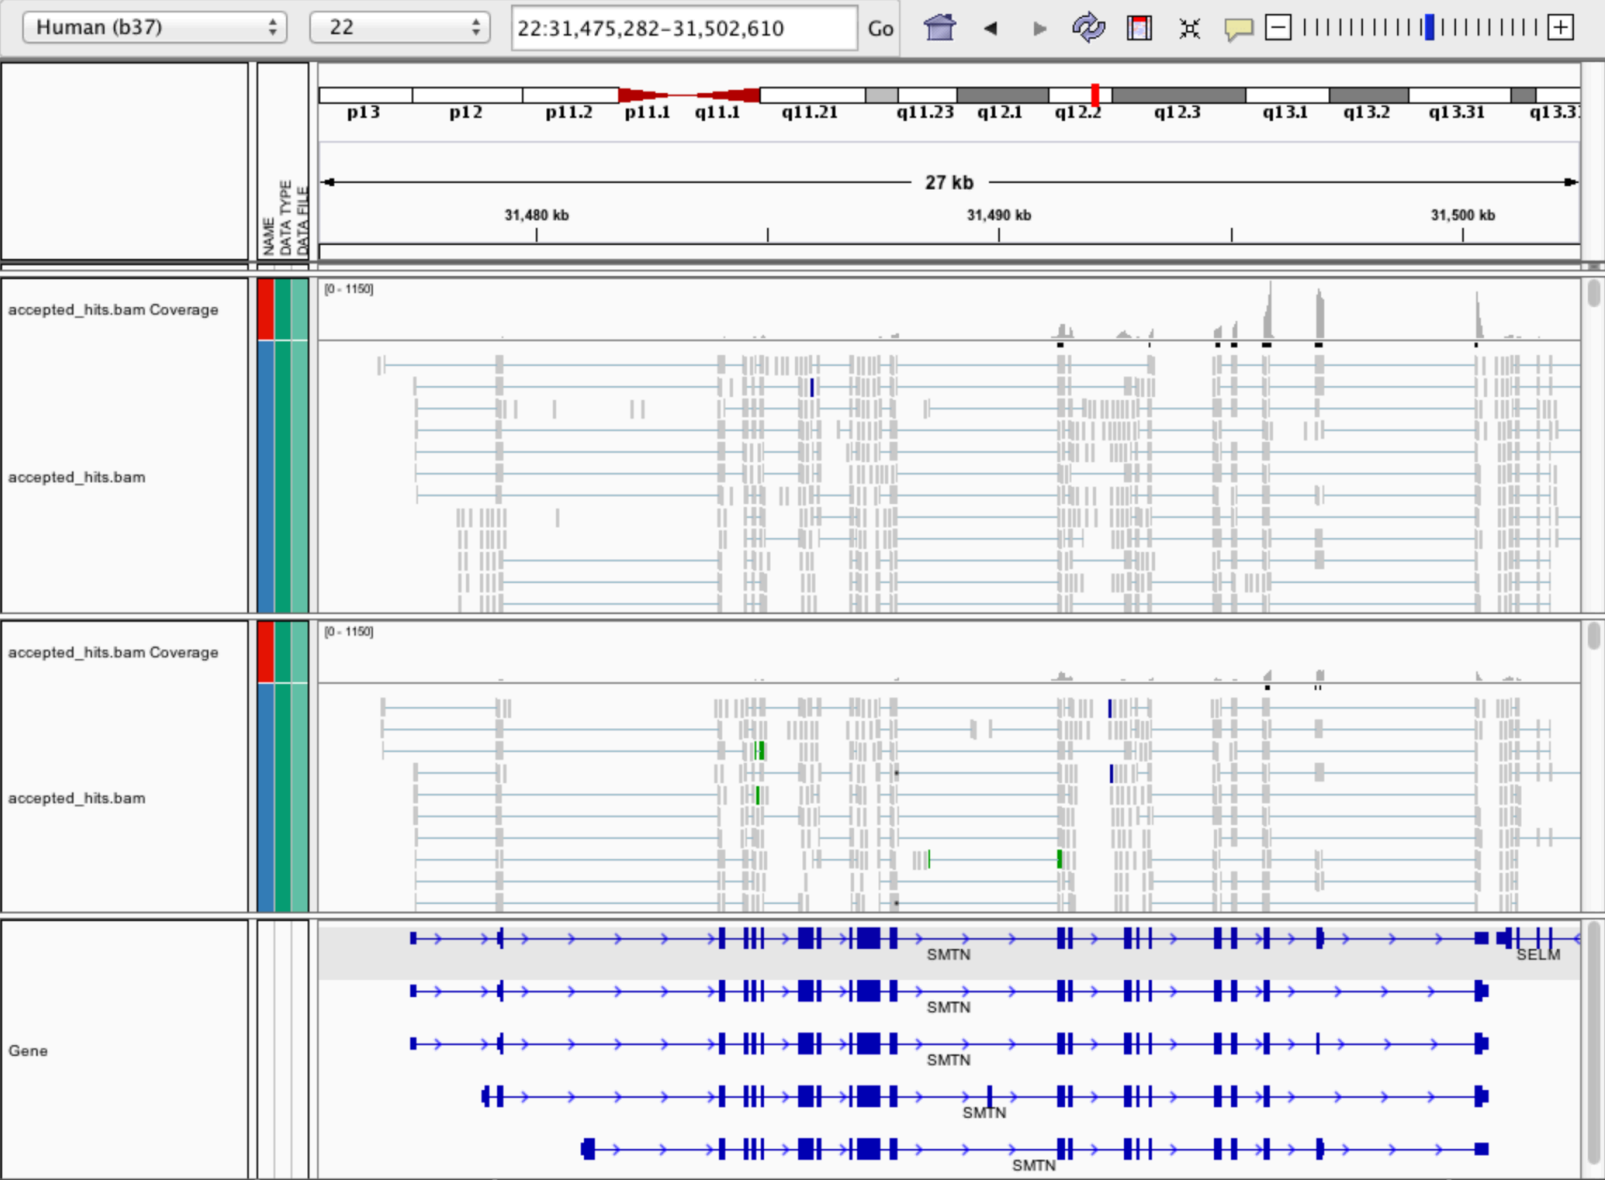 Human (b37) 22 22:31,475,282-31,502,610 Go
p13 p12 p11.2 p11.1 q11.1 q11.21 q11.23 q12.1 q12.2 q12.3 q13.1 q13.2 q13.31
27 kb
NAME
DATA TYPE
DATA FILE
31,480 kb 31,490 kb 31,500 kb
[0 - 1150]
accepted_hits.bam Coverage
accepted_hits.bam
[0 - 1150]
accepted_hits.bam Coverage
accepted_hits.bam
SMTN SELM
SMTN
Gene
SMTN
SMTN
SMTN